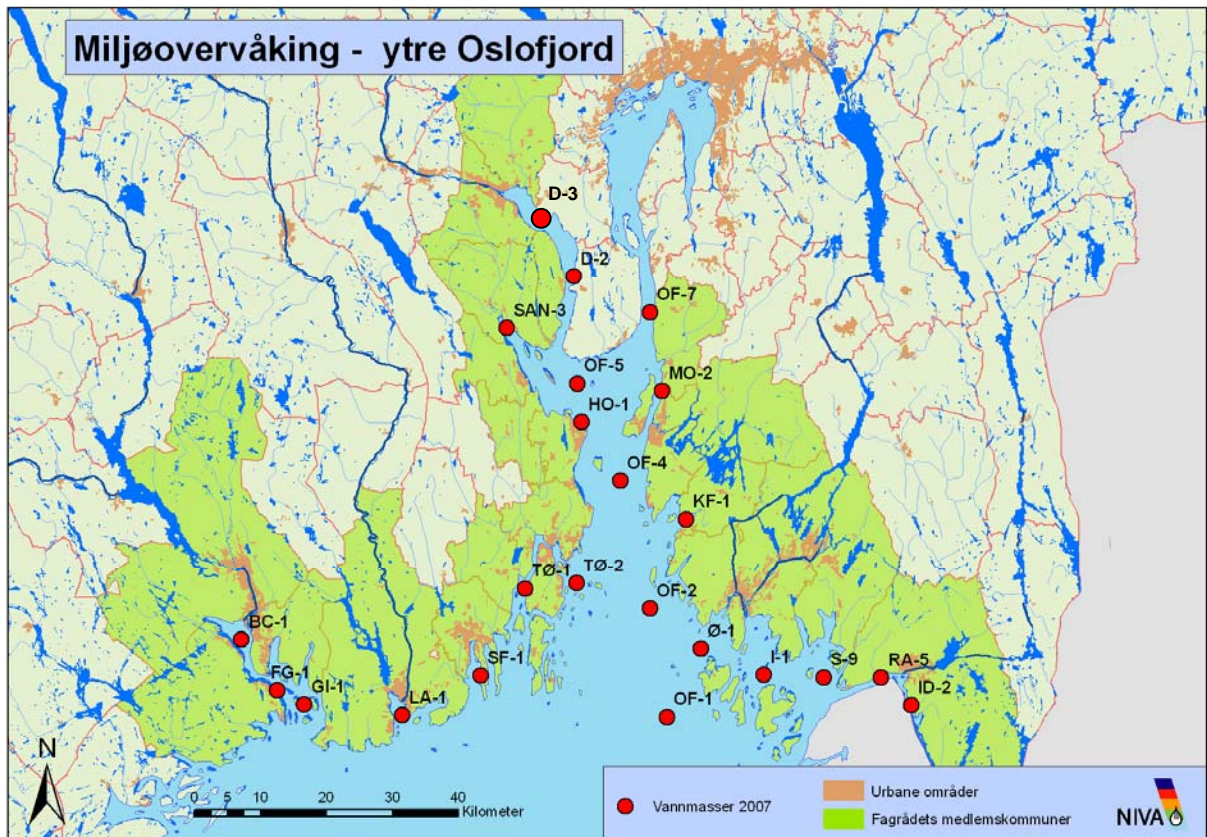 Miljøovervåking - ytre Oslofjord
D-3
D-2
OF-7
SAN-3
OF-5
MO-2
HO-1
OF-4
KF-1
TØ-1
TØ-2
OF-2
BC-1
Ø-1
FG-1
GI-1
SF-1
I-1
S-9
RA-5
ID-2
LA-1
OF-1
N
0 5 10 20 30 40
Kilometer
Vannmasser 2007
Urbane områder
Fagrådets medlemskommuner
NIVA